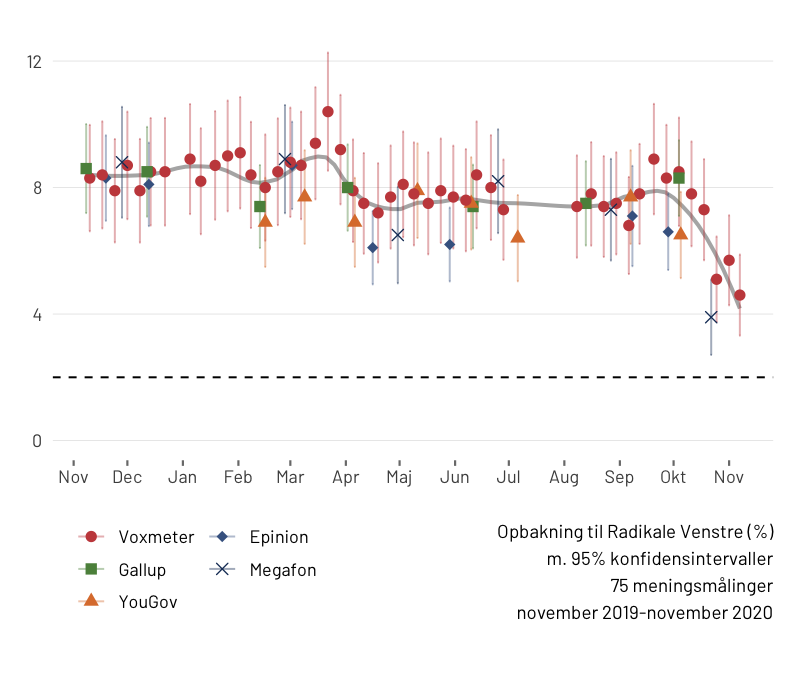 12
8
4
0
Nov Dec Jan Feb Mar Apr Maj Jun Jul Aug Sep Okt Nov
Voxmeter Epinion
Gallup Megafon
YouGov
Opbakning til Radikale Venstre (%)
m. 95% konfidensintervaller
75 meningsmålinger
november 2019-november 2020